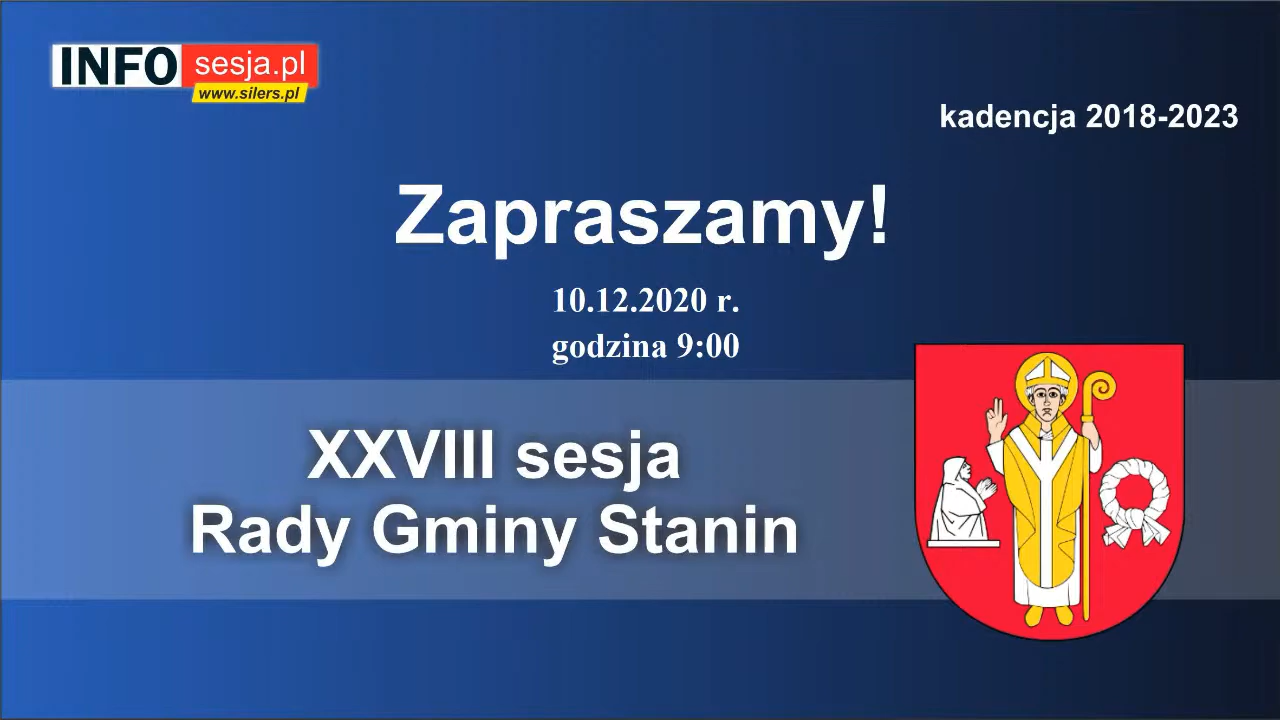 INFO sesja.pl
www.silers.pl
kadencja 2018-2023
Zapraszamy!
10.12.2020 r.
godzina 9:00
XXVIII sesja
Rady Gminy Stanin